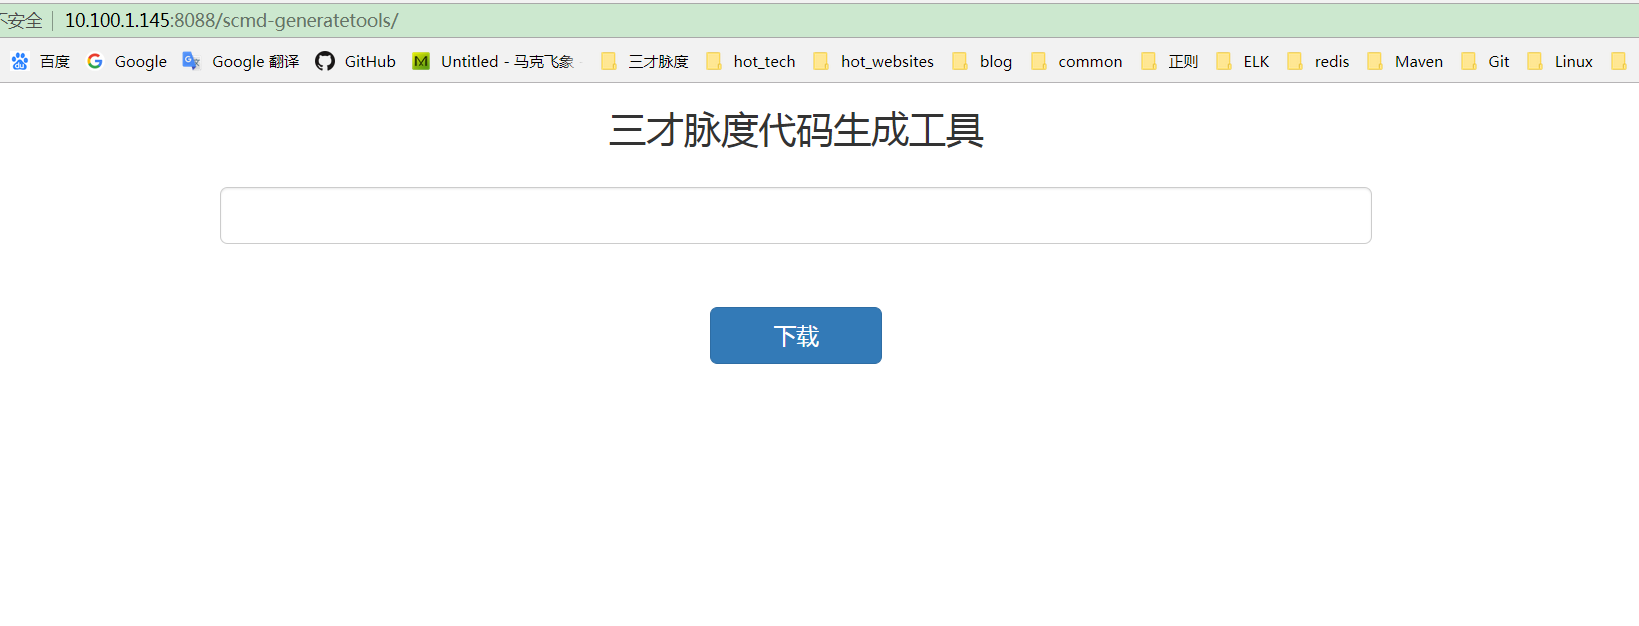 不安全 10.100.1.145:8088/scmd-generatetools/
百度 Google Google 翻译 GitHub Untitled - 马克飞象 三才脉度 hot_tech hot_websites blog common 正则 ELK redis Maven Git Linux
三才脉度代码生成工具
下载